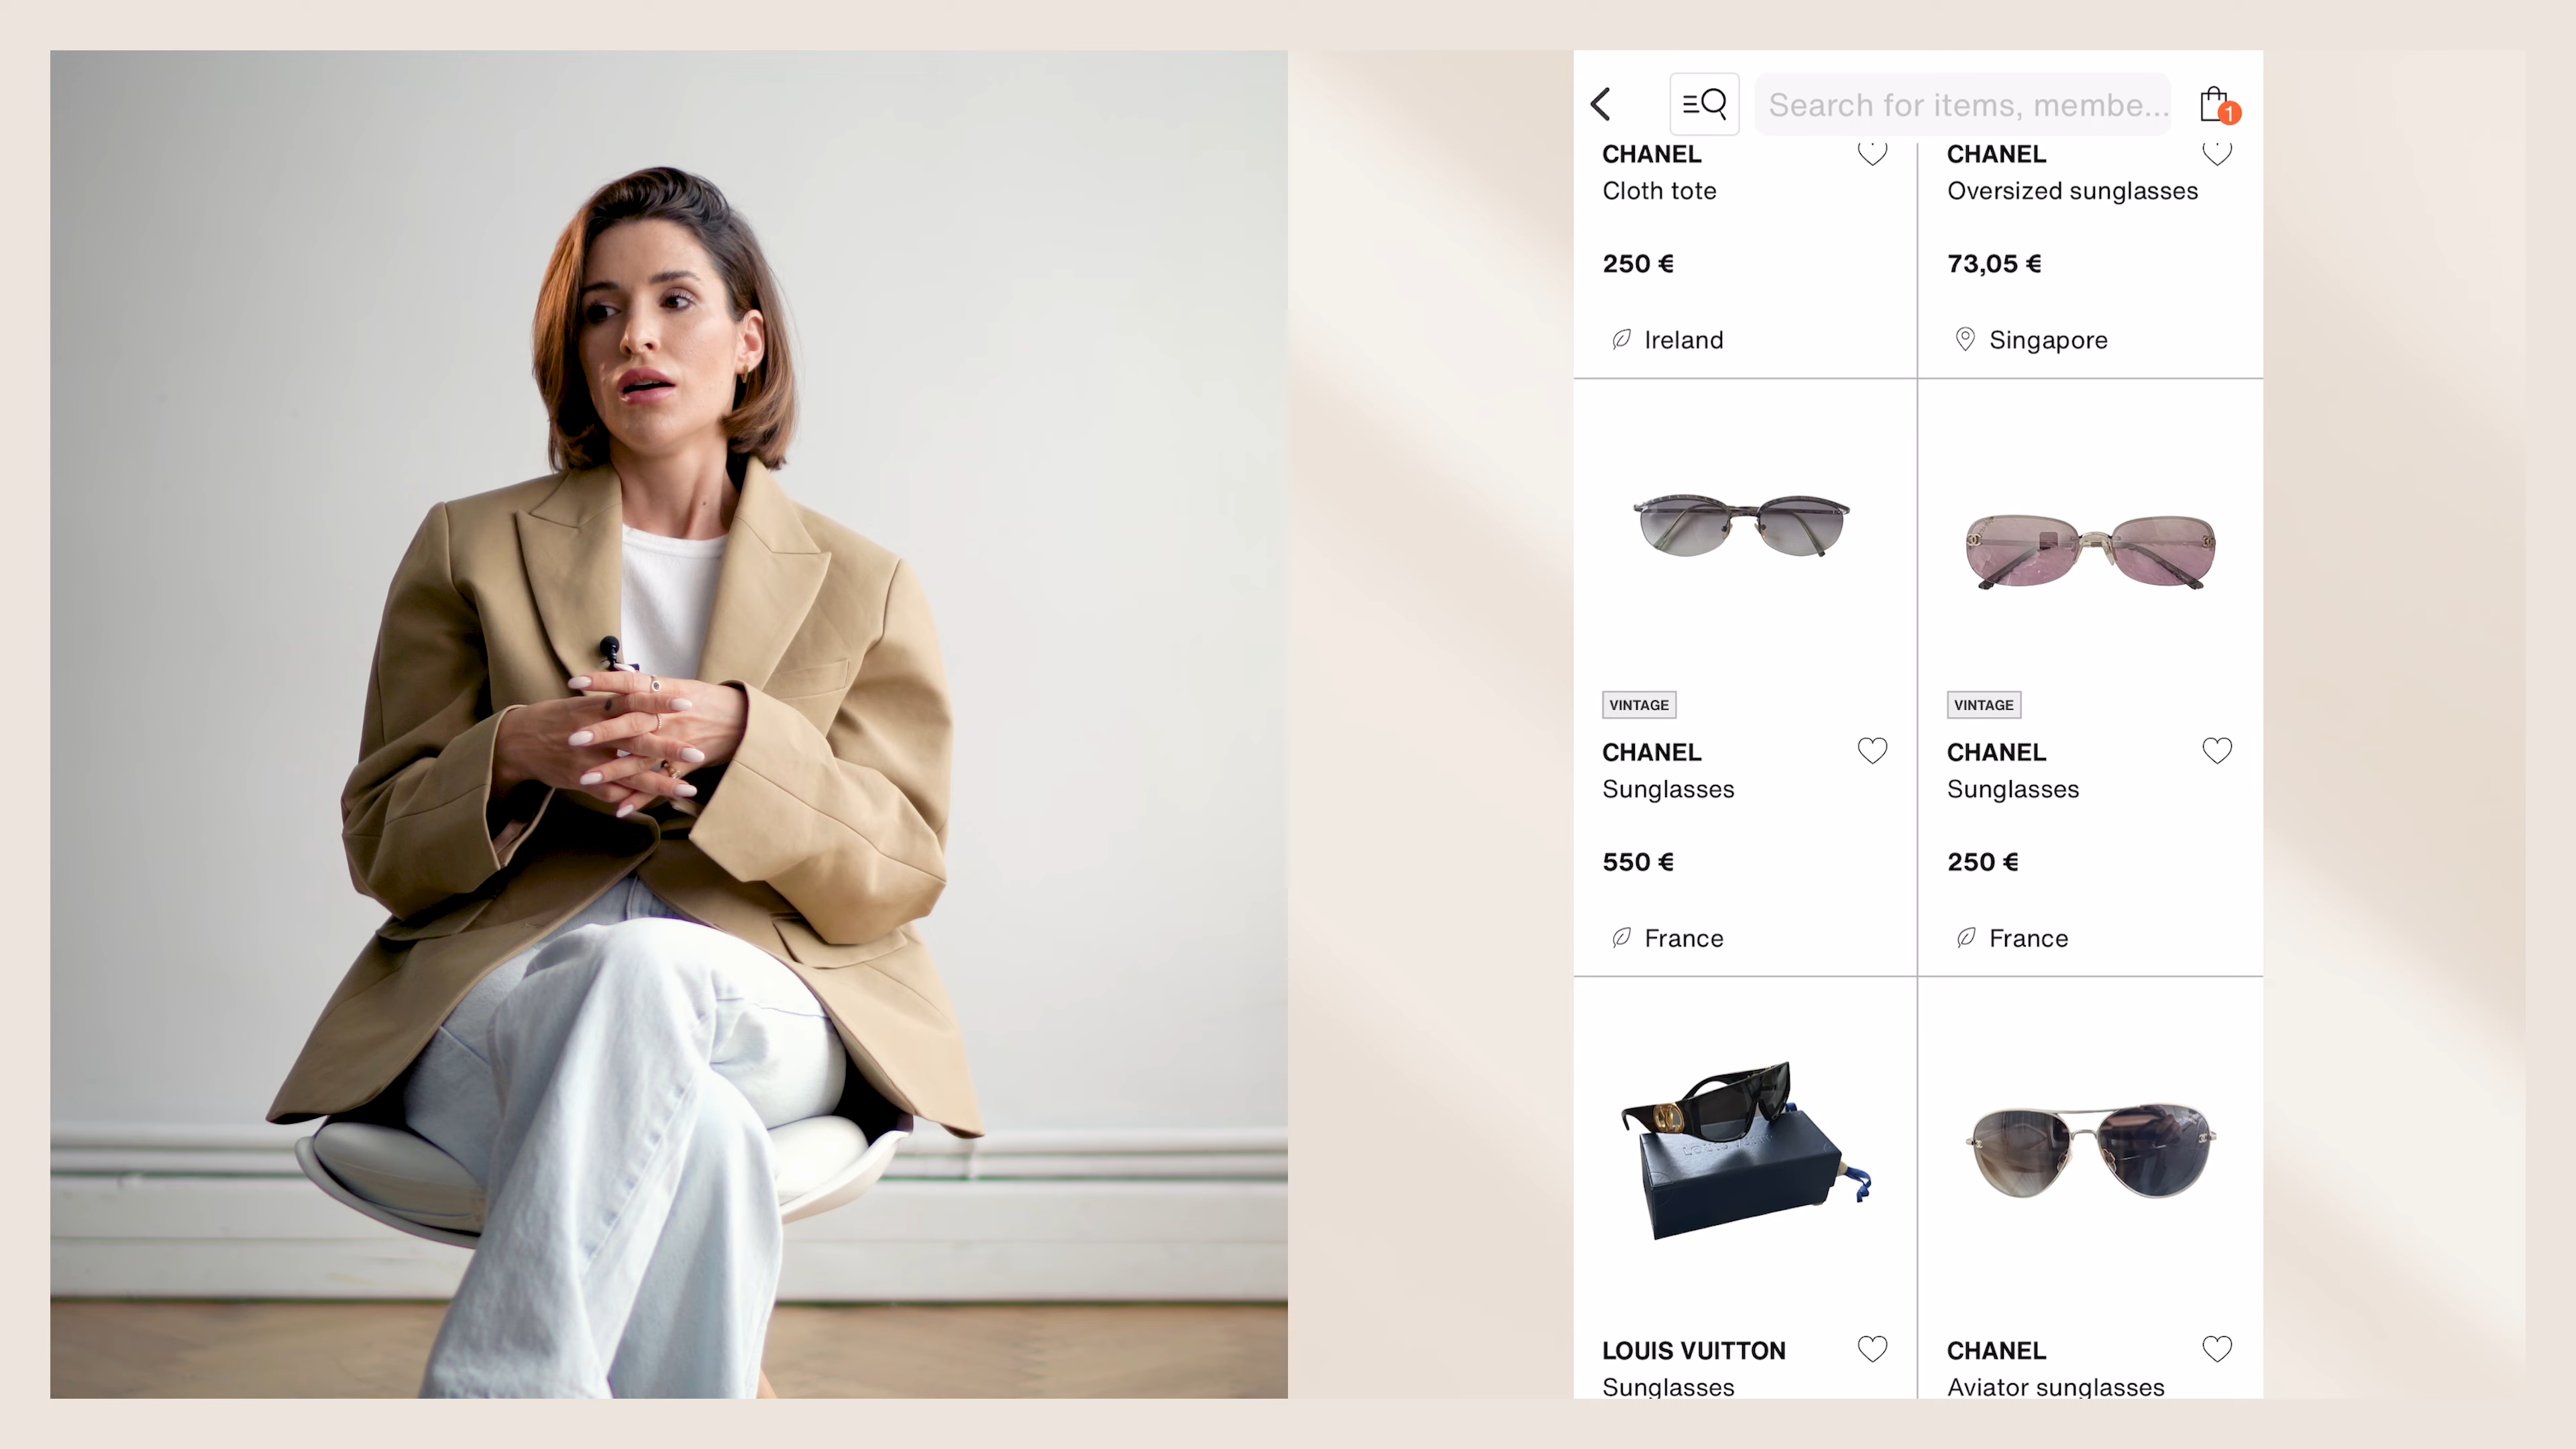 Search for items, membe...
1
CHANEL
Cloth tote
250 €
Ireland
CHANEL
Oversized sunglasses
73,05 €
Singapore
VINTAGE
CHANEL
Sunglasses
550 €
France
VINTAGE
CHANEL
Sunglasses
250 €
France
LOUIS VUITTON
Sunglasses
CHANEL
Aviator sunglasses